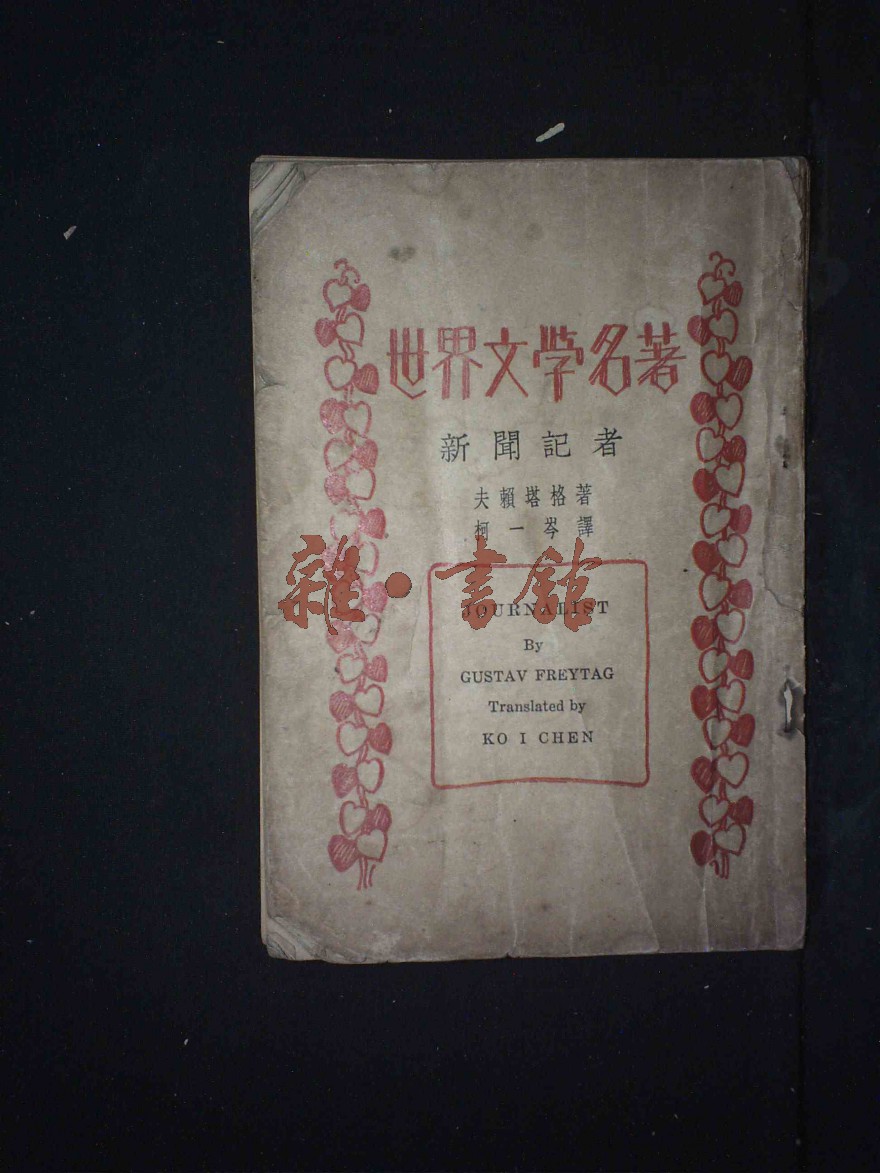 世界文學名著
新聞記者
夫賴塔格著
柯一岑譯
雜·書館
JOURNALIST
By
GUSTAV FREYTAG
Translated by
KO I CHEN